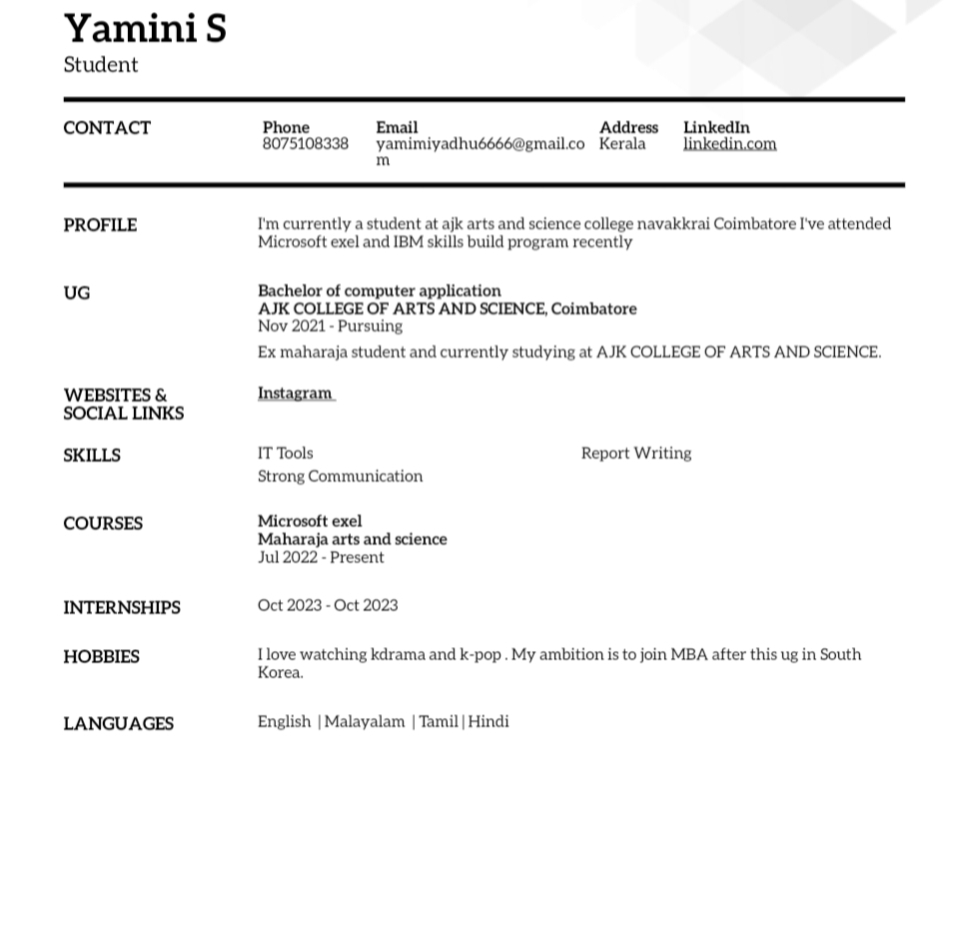 Yamini S
Student
CONTACT
Phone
8075108338
Email
yamimiyadhu6666@gmail.co
m
Address
Kerala
LinkedIn
linkedin.com
PROFILE
I'm currently a student at ajk arts and science college navakkrai Coimbatore I've attended
Microsoft exel and IBM skills build program recently
UG
Bachelor of computer application
AJK COLLEGE OF ARTS AND SCIENCE, Coimbatore
Nov 2021 - Pursuing
Ex maharaja student and currently studying at AJK COLLEGE OF ARTS AND SCIENCE.
WEBSITES &
SOCIAL LINKS
Instagram
SKILLS
IT Tools
Report Writing
Strong Communication
COURSES
Microsoft exel
Maharaja arts and science
Jul 2022 - Present
INTERNSHIPS
Oct 2023 - Oct 2023
HOBBIES
I love watching kdrama and k-pop . My ambition is to join MBA after this ug in South
Korea.
LANGUAGES
English | Malayalam | Tamil | Hindi